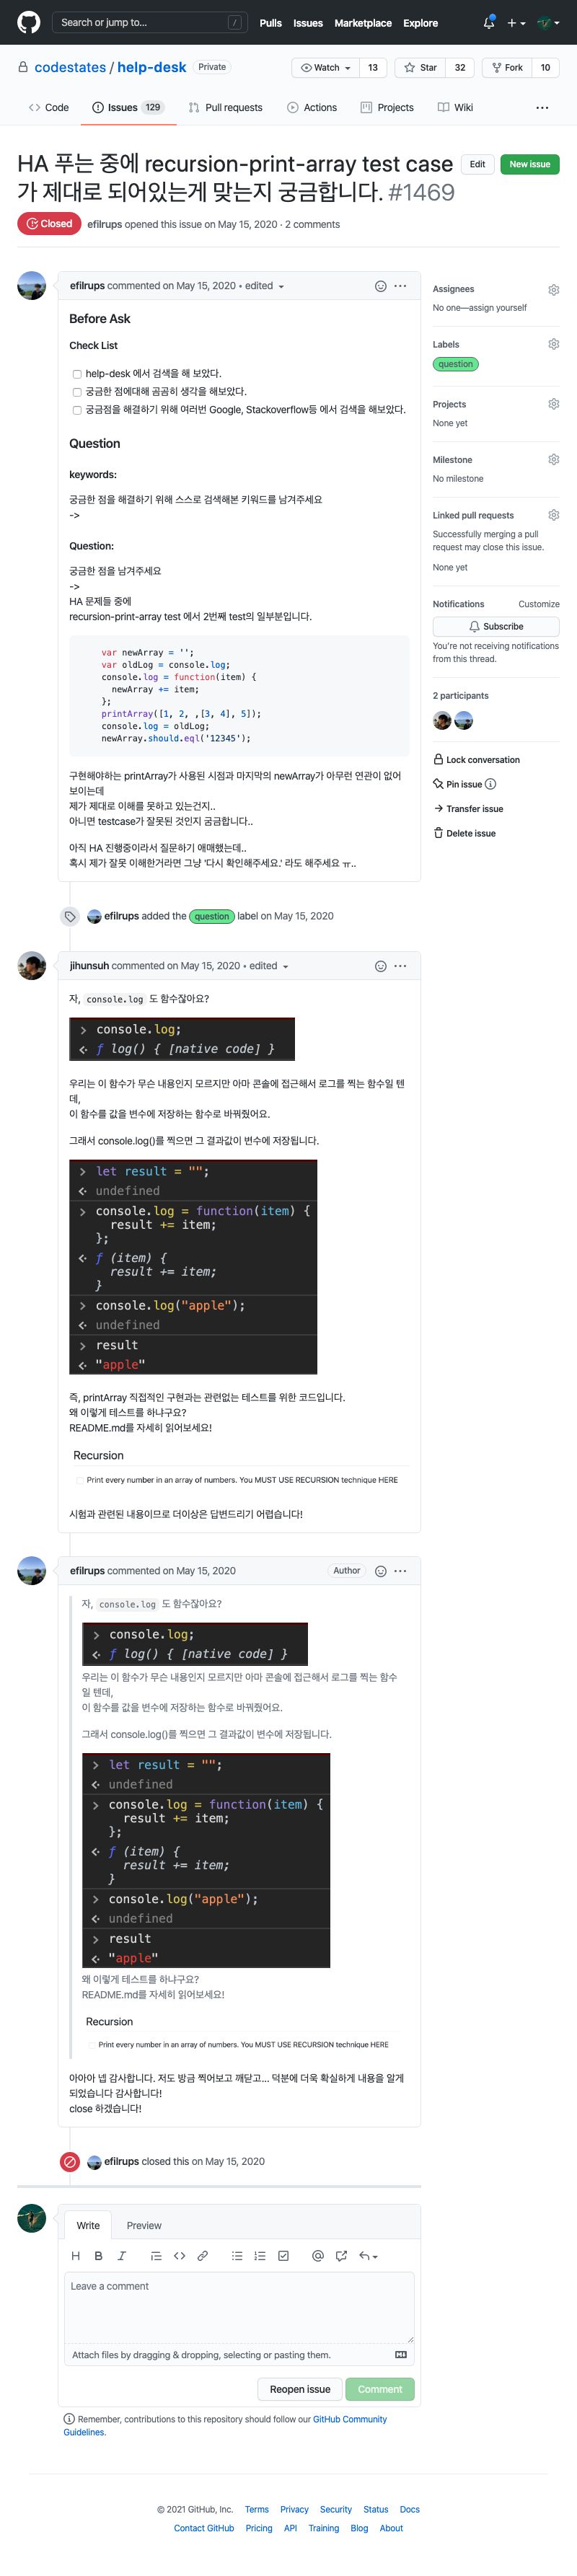 Search or jump to...
/
Pulls Issues Marketplace Explore
codestates / help-desk Private
Watch 13 Star 32 Fork 10
Code Issues 129 Pull requests Actions Projects Wiki
HA 푸는 중에 recursion-print-array test case
가 제대로 되어있는게 맞는지 궁금합니다. #1469
Edit New issue
Closed efilrups opened this issue on May 15, 2020 · 2 comments
efilrups commented on May 15, 2020 • edited
Before Ask
Check List
help-desk 에서 검색을 해 보았다.
궁금한 점에대해 곰곰히 생각을 해보았다.
궁금점을 해결하기 위해 여러번 Google, Stackoverflow등 에서 검색을 해보았다.
Question
keywords:
궁금한 점을 해결하기 위해 스스로 검색해본 키워드를 남겨주세요
->
Question:
궁금한 점을 남겨주세요
->
HA 문제들 중에
recursion-print-array test 에서 2번째 test의 일부분입니다.
var newArray = '';
var oldLog = console.log;
console.log = function(item) {
newArray += item;
};
printArray([1, 2, ,[3, 4], 5]);
console.log = oldLog;
newArray.should.eql('12345');
구현해야하는 printArray가 사용된 시점과 마지막의 newArray가 아무런 연관이 없어
보이는데
제가 제대로 이해를 못하고 있는건지..
아니면 testcase가 잘못된 것인지 궁금합니다..
아직 HA 진행중이라서 질문하기 애매했는데..
혹시 제가 잘못 이해한거라면 그냥 '다시 확인해주세요.' 라도 해주세요 ㅠ..
Assignees
No one—assign yourself
Labels
question
Projects
None yet
Milestone
No milestone
Linked pull requests
Successfully merging a pull
request may close this issue.
None yet
Notifications Customize
Subscribe
You're not receiving notifications
from this thread.
2 participants
Lock conversation
Pin issue
Transfer issue
Delete issue
efilrups added the question label on May 15, 2020
jihunsuh commented on May 15, 2020 • edited
자, console.log 도 함수잖아요?
> console.log;
f log() { [native code] }
우리는 이 함수가 무슨 내용인지 모르지만 아마 콘솔에 접근해서 로그를 찍는 함수일 텐
데,
이 함수를 값을 변수에 저장하는 함수로 바꿔줬어요.
그래서 console.log()를 찍으면 그 결과값이 변수에 저장됩니다.
> let result = "";
undefined
> console.log = function(item) {
result += item;
};
f (item) {
result += item;
}
> console.log("apple");
undefined
> result
"apple"
즉, printArray 직접적인 구현과는 관련없는 테스트를 위한 코드입니다.
왜 이렇게 테스트를 하냐구요?
README.md를 자세히 읽어보세요!
Recursion
Print every number in an array of numbers. You MUST USE RECURSION technique HERE
시험과 관련된 내용이므로 더이상은 답변드리기 어렵습니다!
efilrups commented on May 15, 2020 Author
자, console.log 도 함수잖아요?
> console.log;
f log() { [native code] }
우리는 이 함수가 무슨 내용인지 모르지만 아마 콘솔에 접근해서 로그를 찍는 함수
일 텐데,
이 함수를 값을 변수에 저장하는 함수로 바꿔줬어요.
그래서 console.log()를 찍으면 그 결과값이 변수에 저장됩니다.
> let result = "";
undefined
> console.log = function(item) {
result += item;
};
f (item) {
result += item;
}
> console.log("apple");
undefined
> result
"apple"
왜 이렇게 테스트를 하냐구요?
README.md를 자세히 읽어보세요!
Recursion
Print every number in an array of numbers. You MUST USE RECURSION technique HERE
아아아 넵 감사합니다. 저도 방금 찍어보고 깨닫고... 덕분에 더욱 확실하게 내용을 알게
되었습니다 감사합니다!
close 하겠습니다!
efilrups closed this on May 15, 2020
Write Preview
Leave a comment
Attach files by dragging & dropping, selecting or pasting them.
Reopen issue Comment
Remember, contributions to this repository should follow our GitHub Community
Guidelines.
© 2021 GitHub, Inc. Terms Privacy Security Status Docs
Contact GitHub Pricing API Training Blog About